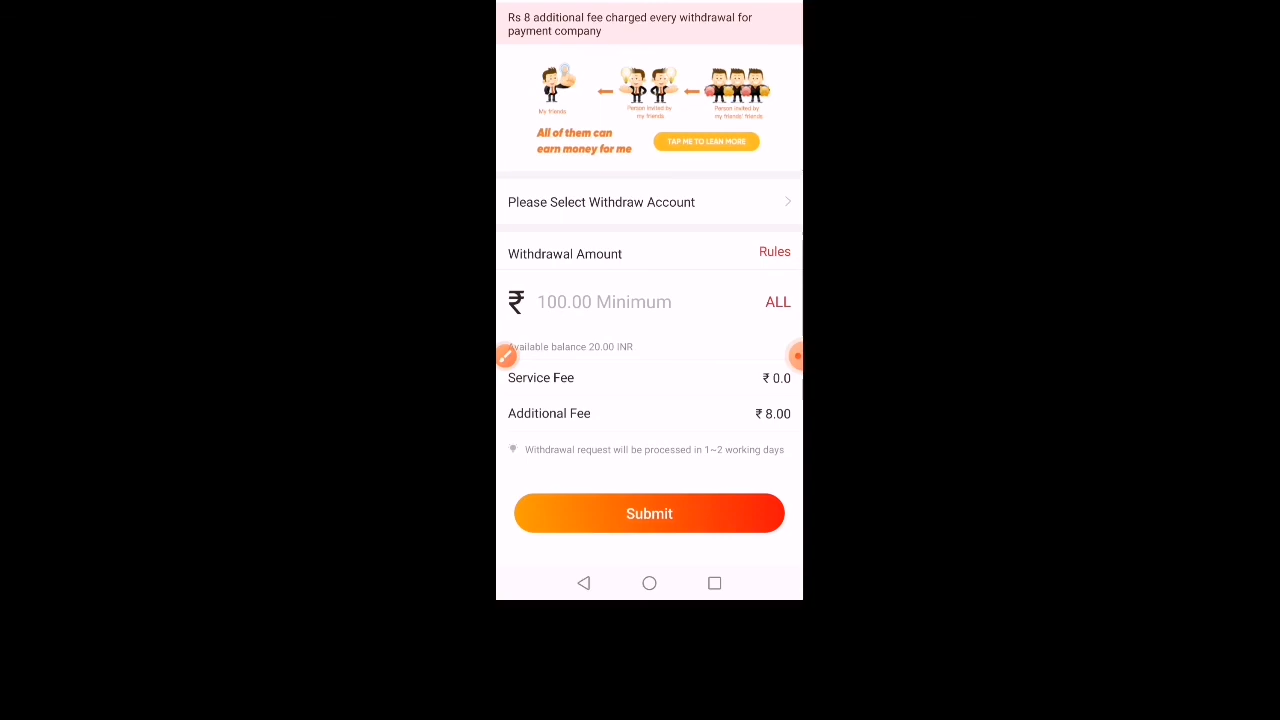 Rs 8 additional fee charged every withdrawal for
payment company
My friends
Person invited by
my friends
Person invited by
my friends' friends
All of them can
earn money for me
TAP ME TO LEAN MORE
Please Select Withdraw Account
Withdrawal Amount
Rules
₹ 100.00 Minimum
ALL
Available balance 20.00 INR
Service Fee
₹ 0.0
Additional Fee
₹ 8.00
Withdrawal request will be processed in 1~2 working days
Submit